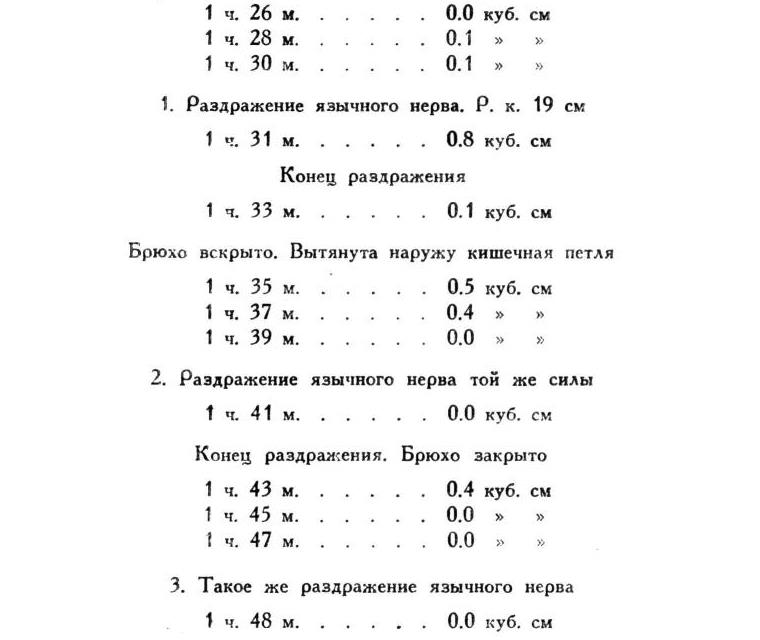 1 ч. 26 м. . . . . . 0.0 куб. см
1 ч. 28 м. . . . . . 0.1 » »
1 ч. 30 м. . . . . . 0.1 » »
1. Раздражение язычного нерва. Р. к. 19 см
1 ч. 31 м. . . . . . 0.8 куб. см
Конец раздражения
1 ч. 33 м. . . . . . 0.1 куб. см
Брюхо вскрыто. Вытянута наружу кишечная петля
1 ч. 35 м. . . . . . 0.5 куб. см
1 ч. 37 м. . . . . . 0.4 » »
1 ч. 39 м. . . . . . 0.0 » »
2. Раздражение язычного нерва той же силы
1 ч. 41 м. . . . . . 0.0 куб. см
Конец раздражения. Брюхо закрыто
1 ч. 43 м. . . . . . 0.4 куб. см
1 ч. 45 м. . . . . . 0.0 » »
1 ч. 47 м. . . . . . 0.0 » »
3. Такое же раздражение язычного нерва
1 ч. 48 м. . . . . . 0.0 куб. см